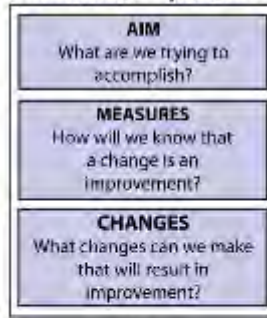 AIM
What are we trying to
accomplish?
MEASURES
How will we know that
a change is an
improvement?
CHANGES
What changes can we make
that will result in
improvement?